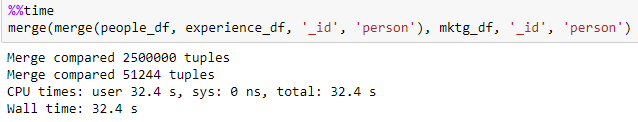 %%time
merge(merge(people_df, experience_df, '_id', 'person'), mktg_df, '_id', 'person')
Merge compared 2500000 tuples
Merge compared 51244 tuples
CPU times: user 32.4 s, sys: 0 ns, total: 32.4 s
Wall time: 32.4 s